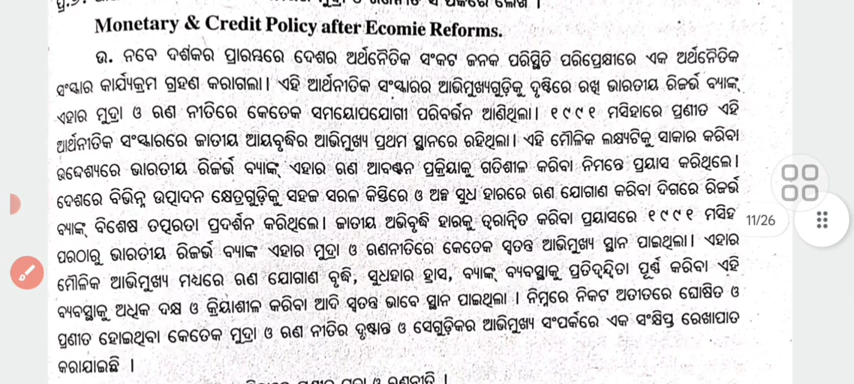 Monetary & Credit Policy after Ecomie Reforms.
ଉ. ନବେ ଦର୍ଶକର ପ୍ରାରମ୍ଭରେ ଦେଶର ଅର୍ଥନୈତିକ ସଂକଟ ଜନକ ପରିସ୍ଥିତି ପରିପ୍ରେକ୍ଷୀରେ ଏକ ଅର୍ଥନୈତିକ
ସଂସ୍କାର କାର୍ଯ୍ୟକ୍ରମ ଗ୍ରହଣ କରାଗଲା। ଏହି ଆର୍ଥନୀତିକ ସଂସ୍କାରର ଆଭିମୁଖ୍ୟଗୁଡ଼ିକୁ ଦୃଷ୍ଟିରେ ରଖି ଭାରତୀୟ ରିଜର୍ଭ ବ୍ୟାଙ୍କ୍
ଏହାର ମୁଦ୍ରା ଓ ଋଣ ନୀତିରେ କେତେକ ସମୟୋପଯୋଗୀ ପରିବର୍ତ୍ତନ ଆଣିଥିଲା। ୧୯୯୧ ମସିହାରେ ପ୍ରଣୀତ ଏହି
ଆର୍ଥନୀତିକ ସଂସ୍କାରରେ ଜାତୀୟ ଆୟବୃଦ୍ଧିର ଆଭିମୁଖ୍ୟ ପ୍ରଥମ ସ୍ଥାନରେ ରହିଥିଲା। ଏହି ମୌଳିକ ଲକ୍ଷ୍ୟଟିକୁ ସାକାର କରିବା
ଉଦ୍ଦେଶ୍ୟରେ ଭାରତୀୟ ରିଜର୍ଭ ବ୍ୟାଙ୍କ୍ ଏହାର ଋଣ ଆବଣ୍ଟନ ପ୍ରକ୍ରିୟାକୁ ଗତିଶୀଳ କରିବା ନିମନ୍ତେ ପ୍ରୟାସ କରିଥିଲେ।
ଦେଶରେ ବିଭିନ୍ନ ଉତ୍ପାଦନ କ୍ଷେତ୍ରଗୁଡ଼ିକୁ ସହଜ ସରଳ କିସ୍ତିରେ ଓ ଅଳ୍ପ ସୁଧ ହାରରେ ଋଣ ଯୋଗାଣ କରିବା ଦିଗରେ ରିଜର୍ଭ
ବ୍ୟାଙ୍କ୍ ବିଶେଷ ତତ୍ପରତା ପ୍ରଦର୍ଶନ କରିଥିଲେ। ଜାତୀୟ ଅଭିବୃଦ୍ଧି ହାରକୁ ତ୍ୱରାନ୍ୱିତ କରିବା ପ୍ରୟାସରେ ୧୯୯୧ ମସିହ 11/26
ପରଠାରୁ ଭାରତୀୟ ରିଜର୍ଭ ବ୍ୟାଙ୍କ ଏହାର ମୁଦ୍ରା ଓ ଋଣନୀତିରେ କେତେକ ସ୍ୱତନ୍ତ୍ର ଆଭିମୁଖ୍ୟ ସ୍ଥାନ ପାଇଥିଲା। ଏହାର
ମୌଳିକ ଆଭିମୁଖ୍ୟ ମଧ୍ୟରେ ଋଣ ଯୋଗାଣ ବୃଦ୍ଧି, ସୁଧହାର ହ୍ରାସ, ବ୍ୟାଙ୍କ୍ ବ୍ୟବସ୍ଥାକୁ ପ୍ରତିଦ୍ୱନ୍ଦ୍ୱିତା ପୂର୍ଣ୍ଣ କରିବା ଏହି
ବ୍ୟବସ୍ଥାକୁ ଅଧିକ ଦକ୍ଷ ଓ କ୍ରିୟାଶୀଳ କରିବା ଆଦି ସ୍ୱତନ୍ତ୍ର ଭାବେ ସ୍ଥାନ ପାଇଥିଲା । ନିମ୍ନରେ ନିକଟ ଅତୀତରେ ଘୋଷିତ ଓ
ପ୍ରଣୀତ ହୋଇଥିବା କେତେକ ମୁଦ୍ରା ଓ ଋଣ ନୀତିର ଦୃଷ୍ଟାନ୍ତ ଓ ସେଗୁଡ଼ିକର ଆଭିମୁଖ୍ୟ ସଂପର୍କରେ ଏକ ସଂକ୍ଷିପ୍ତ ରେଖାପାତ
କରାଯାଇଛି ।